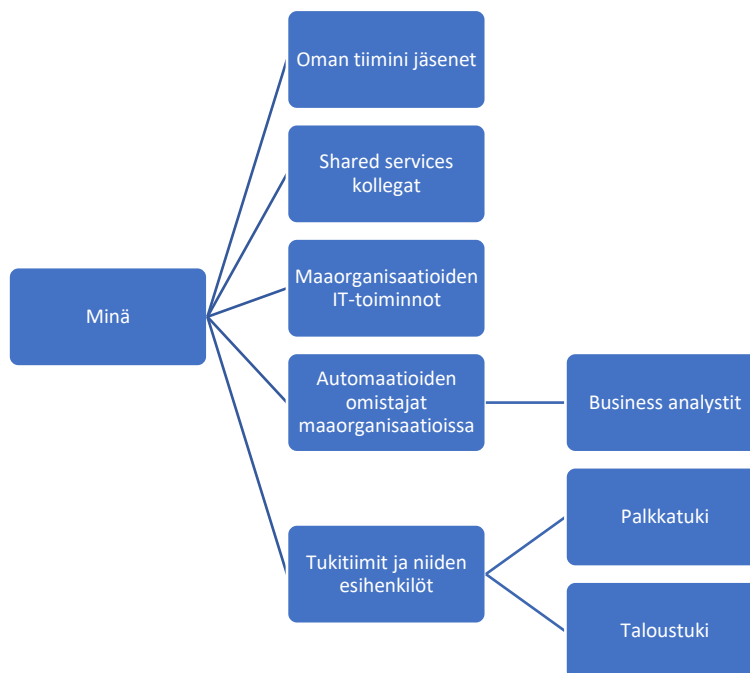 Oman tiimini jäsenet
Shared services
kollegat
Maaorganisaatioiden
IT-toiminnot
Minä
Automaatioiden
omistajat
maaorganisaatioissa
Business analystit
Palkkatuki
Tukitiimit ja niiden
esihenkilöt
Taloustuki